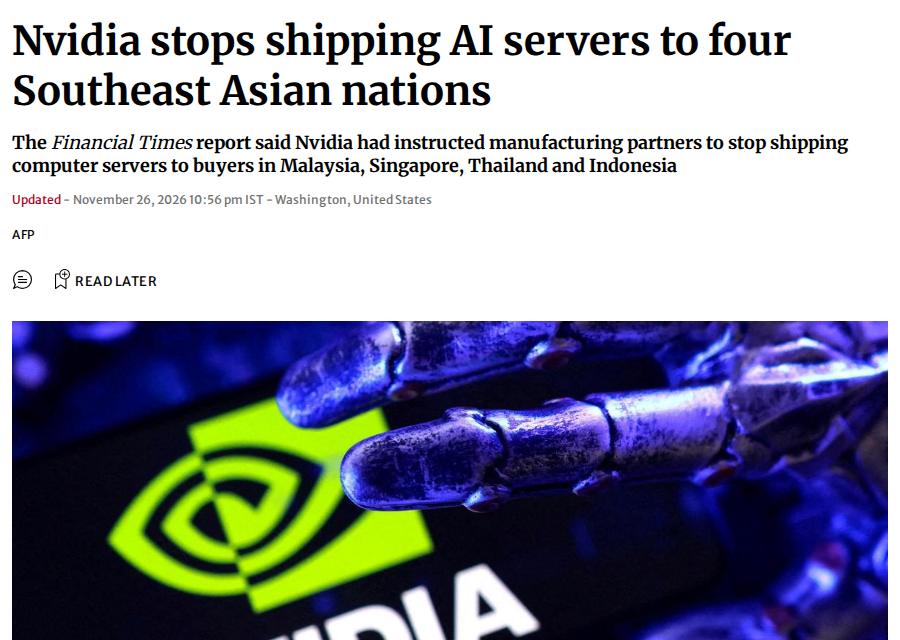 Nvidia stops shipping AI servers to four
Southeast Asian nations
The Financial Times report said Nvidia had instructed manufacturing partners to stop shipping
computer servers to buyers in Malaysia, Singapore, Thailand and Indonesia
Updated - November 26, 2026 10:56 pm IST - Washington, United States
AFP
READ LATER